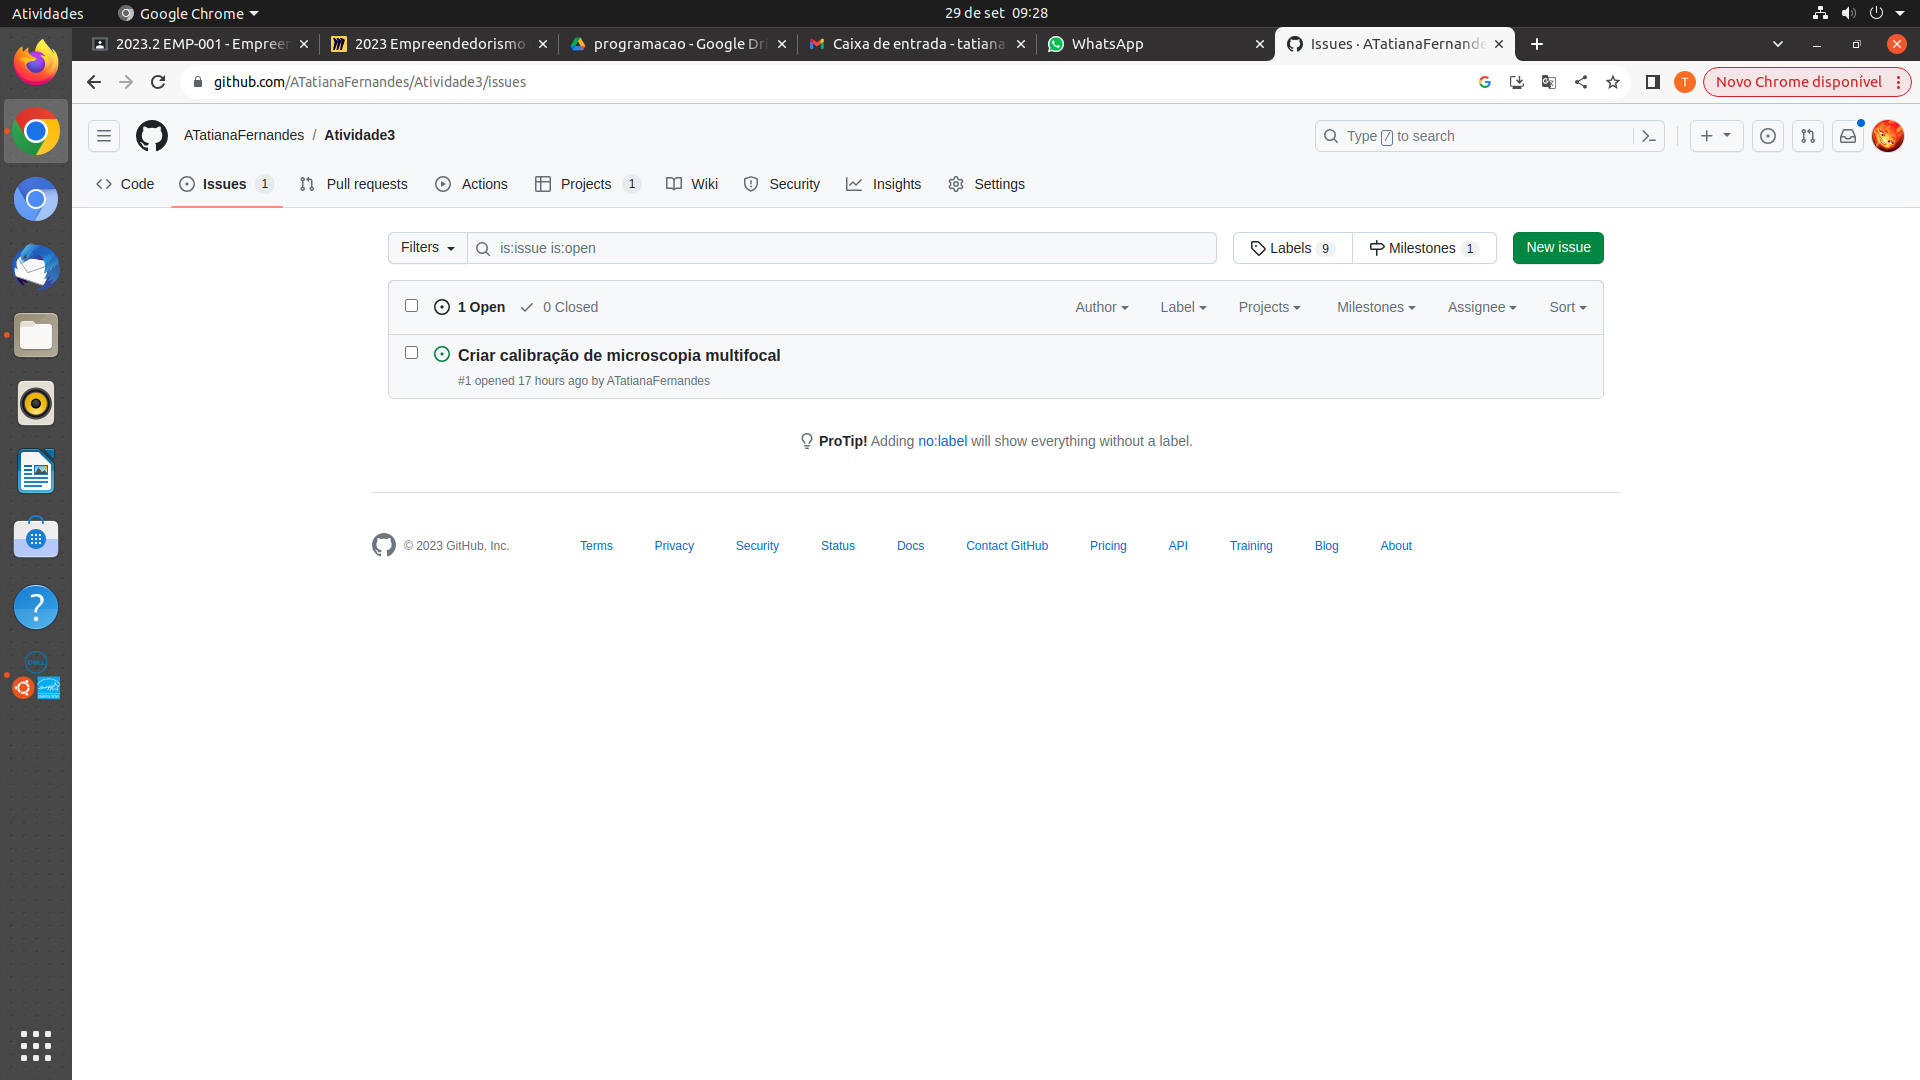 Atividades Google Chrome 29 de set 09:28
2023.2 EMP-001 - Empreer 2023 Empreendedorismo programacao - Google Dri Caixa de entrada - tatiana WhatsApp Issues · ATatianaFernande
github.com/ATatianaFernandes/Atividade3/issues T Novo Chrome disponível
ATatianaFernandes / Atividade3 Type / to search
Code Issues 1 Pull requests Actions Projects 1 Wiki Security Insights Settings
Filters is:issue is:open Labels 9 Milestones 1 New issue
1 Open 0 Closed Author Label Projects Milestones Assignee Sort
Criar calibração de microscopia multifocal
#1 opened 17 hours ago by ATatianaFernandes
ProTip! Adding no:label will show everything without a label.
© 2023 GitHub, Inc. Terms Privacy Security Status Docs Contact GitHub Pricing API Training Blog About
DELL